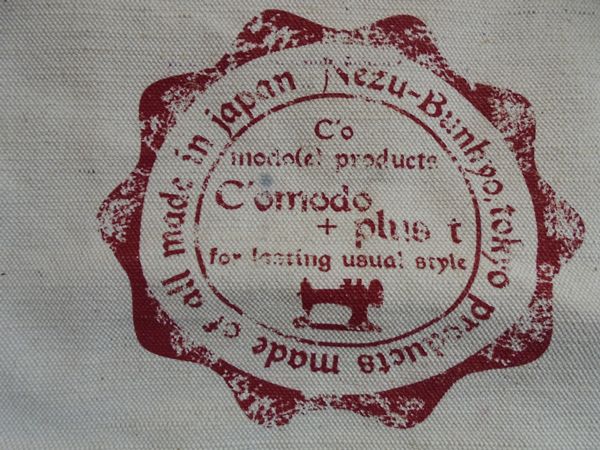 Nezu-Bunkyo, tokyo products made of all made in japan
C'o
modo(e) products
C'omodo
+ plus t
for lasting usual style